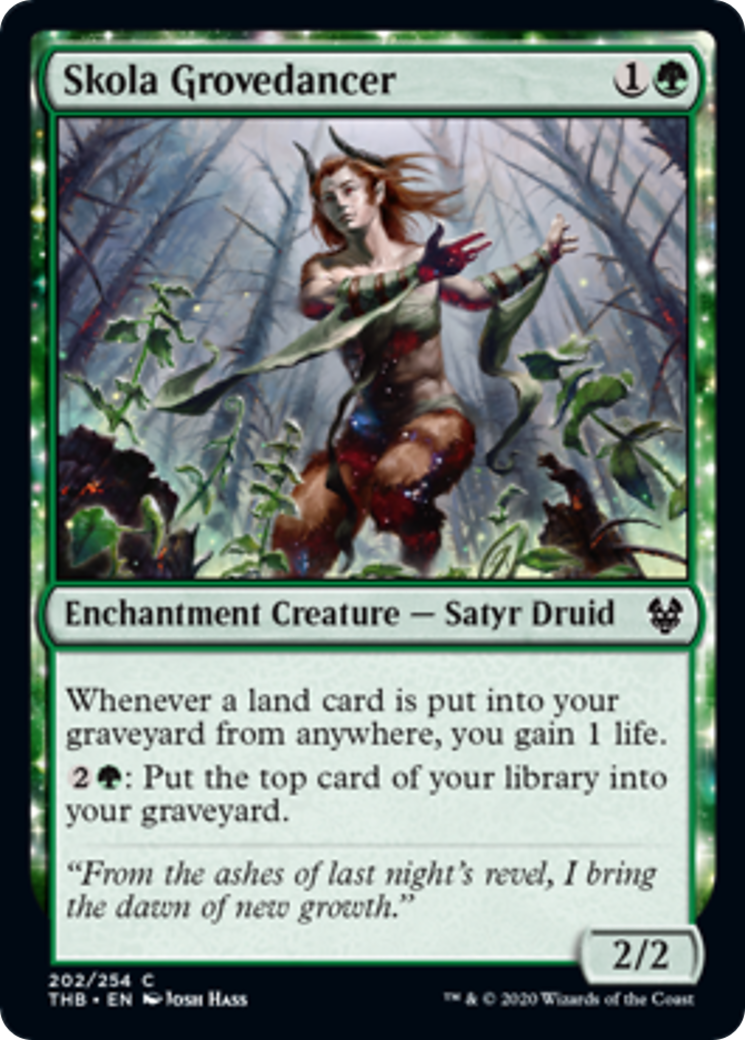 Skola Grovedancer 1
Enchantment Creature — Satyr Druid
Whenever a land card is put into your
graveyard from anywhere, you gain 1 life.
2 : Put the top card of your library into
your graveyard.
“From the ashes of last night’s revel, I bring
the dawn of new growth.”
2/2
202/254 C
THB • EN Josh Hass
™ & © 2020 Wizards of the Coast